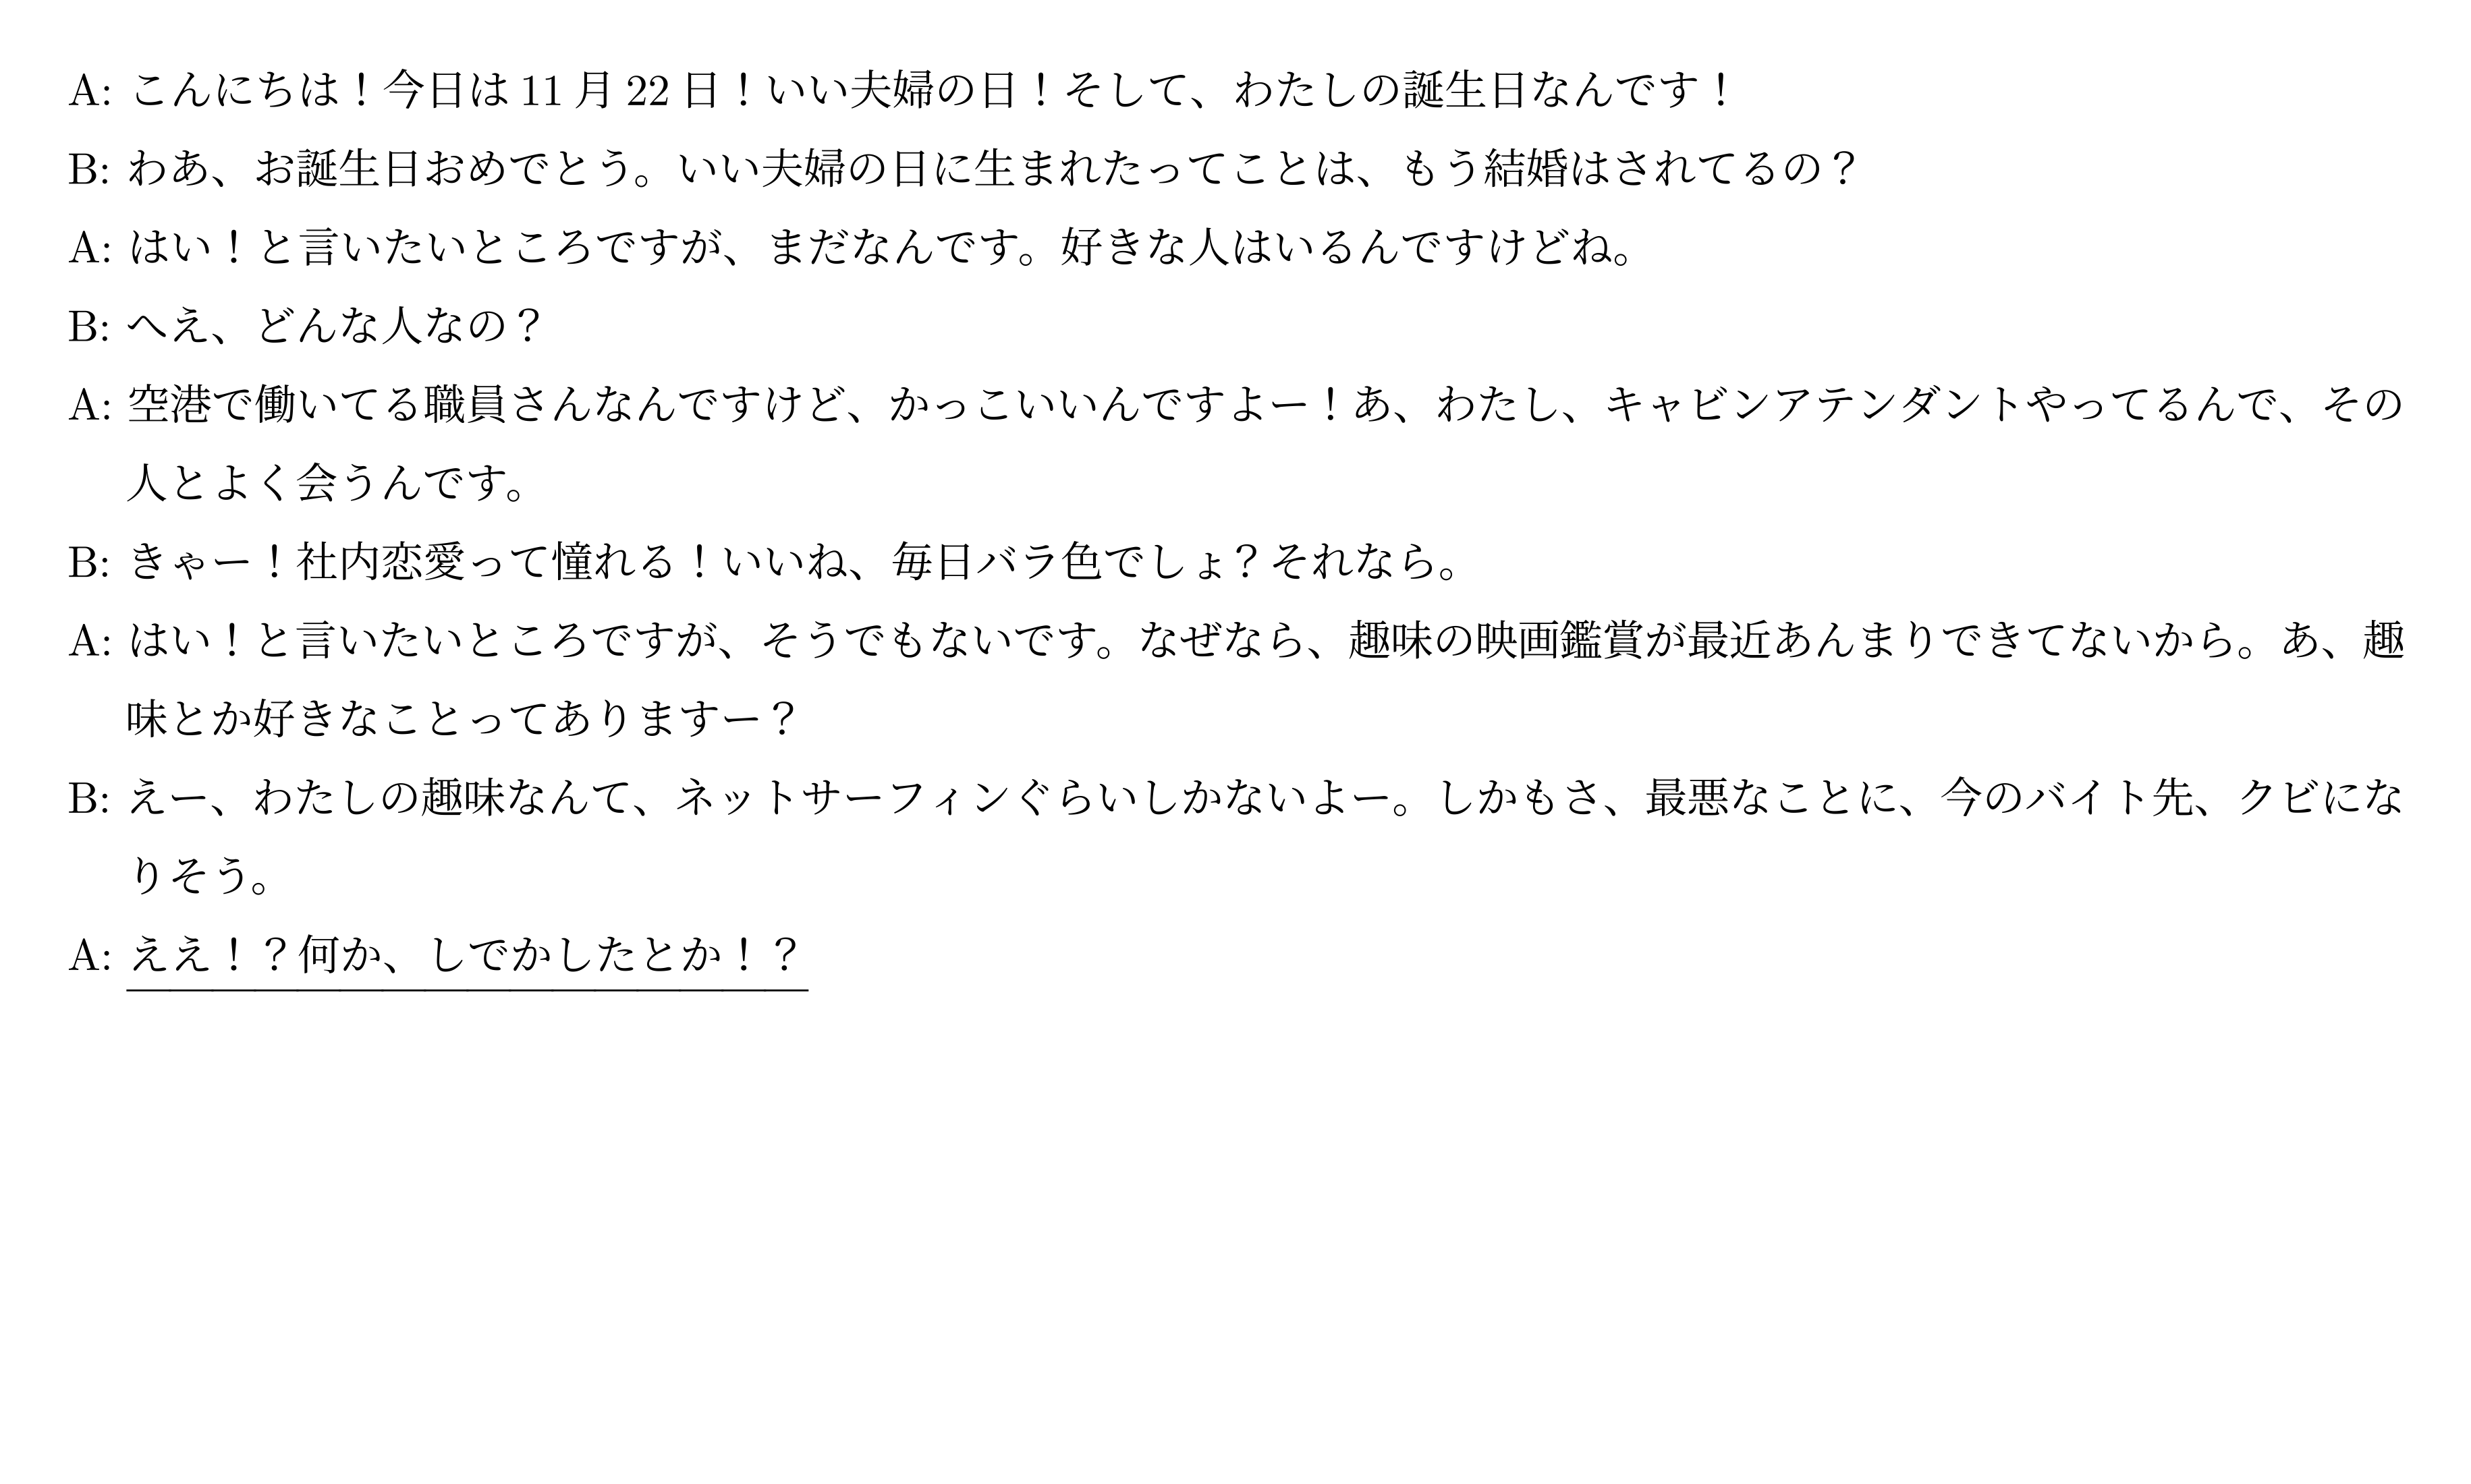 A: こんにちは！今日は 11 月 22 日！いい夫婦の日！そして、わたしの誕生日なんです！
B: わあ、お誕生日おめでとう。いい夫婦の日に生まれたってことは、もう結婚はされてるの？
A: はい！と言いたいところですが、まだなんです。好きな人はいるんですけどね。
B: へえ、どんな人なの？
A: 空港で働いてる職員さんなんですけど、かっこいいんですよー！あ、わたし、キャビンアテンダントやってるんで、その
人とよく会うんです。
B: きゃー！社内恋愛って憧れる！いいね、毎日バラ色でしょ？それなら。
A: はい！と言いたいところですが、そうでもないです。なぜなら、趣味の映画鑑賞が最近あんまりできてないから。あ、趣
味とか好きなことってありますー？
B: えー、わたしの趣味なんて、ネットサーフィンぐらいしかないよー。しかもさ、最悪なことに、今のバイト先、クビにな
りそう。
A: ええ！？何か、しでかしたとか！？